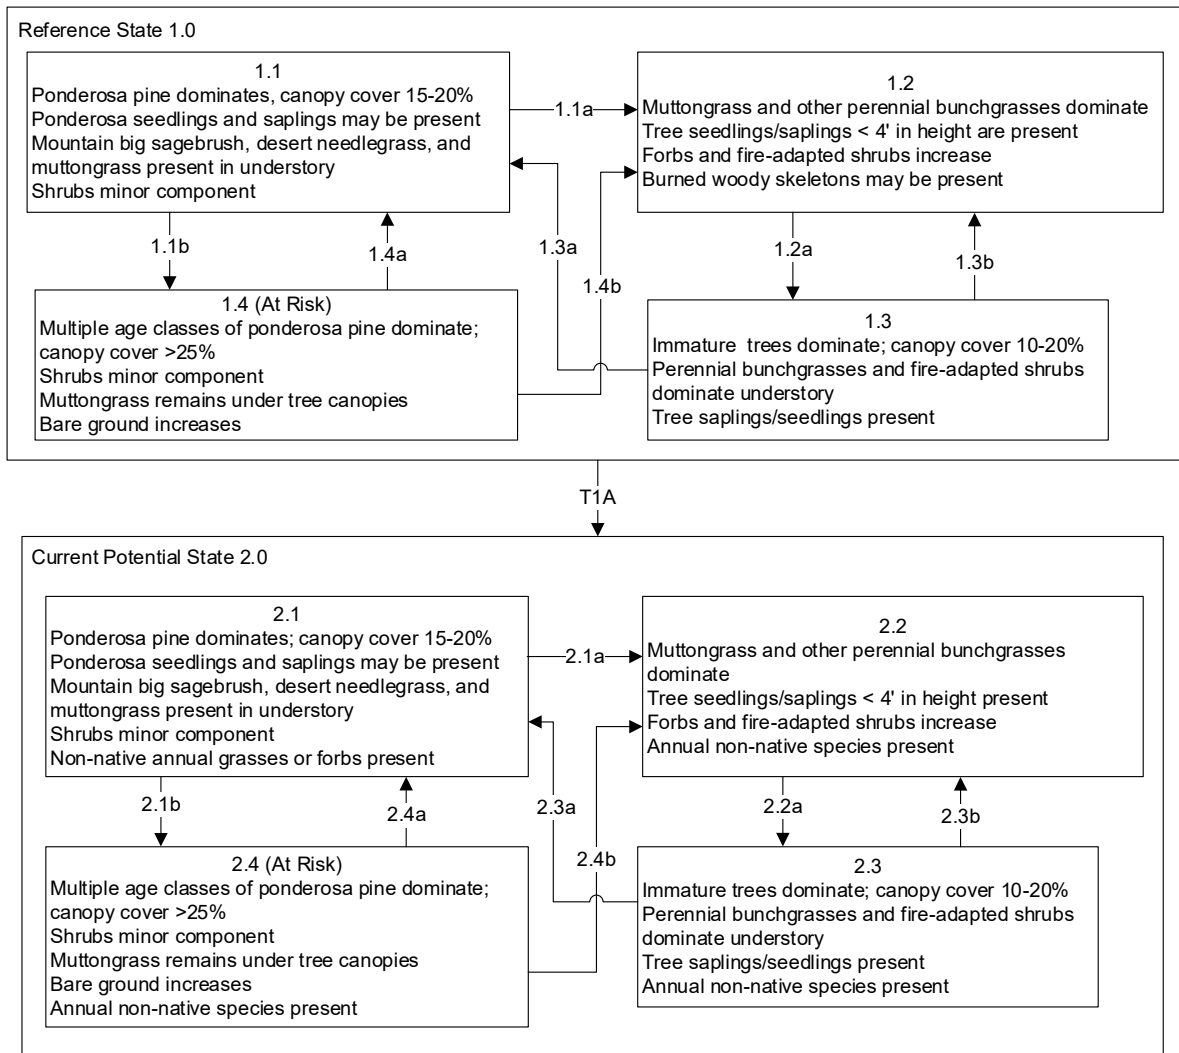 Reference State 1.0
1.1
Ponderosa pine dominates, canopy cover 15-20%
Ponderosa seedlings and saplings may be present
Mountain big sagebrush, desert needlegrass, and
muttongrass present in understory
Shrubs minor component
1.1a
1.2
Muttongrass and other perennial bunchgrasses dominate
Tree seedlings/saplings < 4' in height are present
Forbs and fire-adapted shrubs increase
Burned woody skeletons may be present
1.1b
1.4a
1.3a
1.4b
1.2a
1.3b
1.4 (At Risk)
Multiple age classes of ponderosa pine dominate;
canopy cover >25%
Shrubs minor component
Muttongrass remains under tree canopies
Bare ground increases
1.3
Immature trees dominate; canopy cover 10-20%
Perennial bunchgrasses and fire-adapted shrubs
dominate understory
Tree saplings/seedlings present
T1A
Current Potential State 2.0
2.1
Ponderosa pine dominates; canopy cover 15-20%
Ponderosa seedlings and saplings may be present
Mountain big sagebrush, desert needlegrass, and
muttongrass present in understory
Shrubs minor component
Non-native annual grasses or forbs present
2.1a
2.2
Muttongrass and other perennial bunchgrasses
dominate
Tree seedlings/saplings < 4' in height present
Forbs and fire-adapted shrubs increase
Annual non-native species present
2.1b
2.4a
2.3a
2.4b
2.2a
2.3b
2.4 (At Risk)
Multiple age classes of ponderosa pine dominate;
canopy cover >25%
Shrubs minor component
Muttongrass remains under tree canopies
Bare ground increases
Annual non-native species present
2.3
Immature trees dominate; canopy cover 10-20%
Perennial bunchgrasses and fire-adapted shrubs
dominate understory
Tree saplings/seedlings present
Annual non-native species present